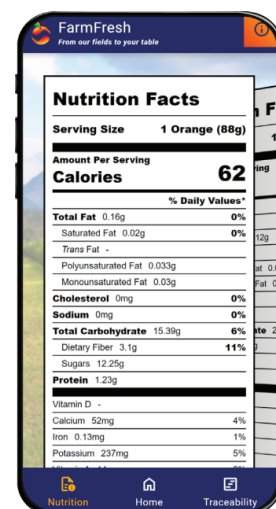 FarmFresh
From our fields to your table
Nutrition Facts
Serving Size 1 Orange (88g)
Amount Per Serving
Calories 62
% Daily Values*
Total Fat 0.16g 0%
Saturated Fat 0.02g 0%
Trans Fat -
Polyunsaturated Fat 0.033g
Monounsaturated Fat 0.03g
Cholesterol 0mg 0%
Sodium 0mg 0%
Total Carbohydrate 15.39g 6%
Dietary Fiber 3.1g 11%
Sugars 12.25g
Protein 1.23g
Vitamin D -
Calcium 52mg 4%
Iron 0.13mg 1%
Potassium 237mg 5%
Nutrition Home Traceability